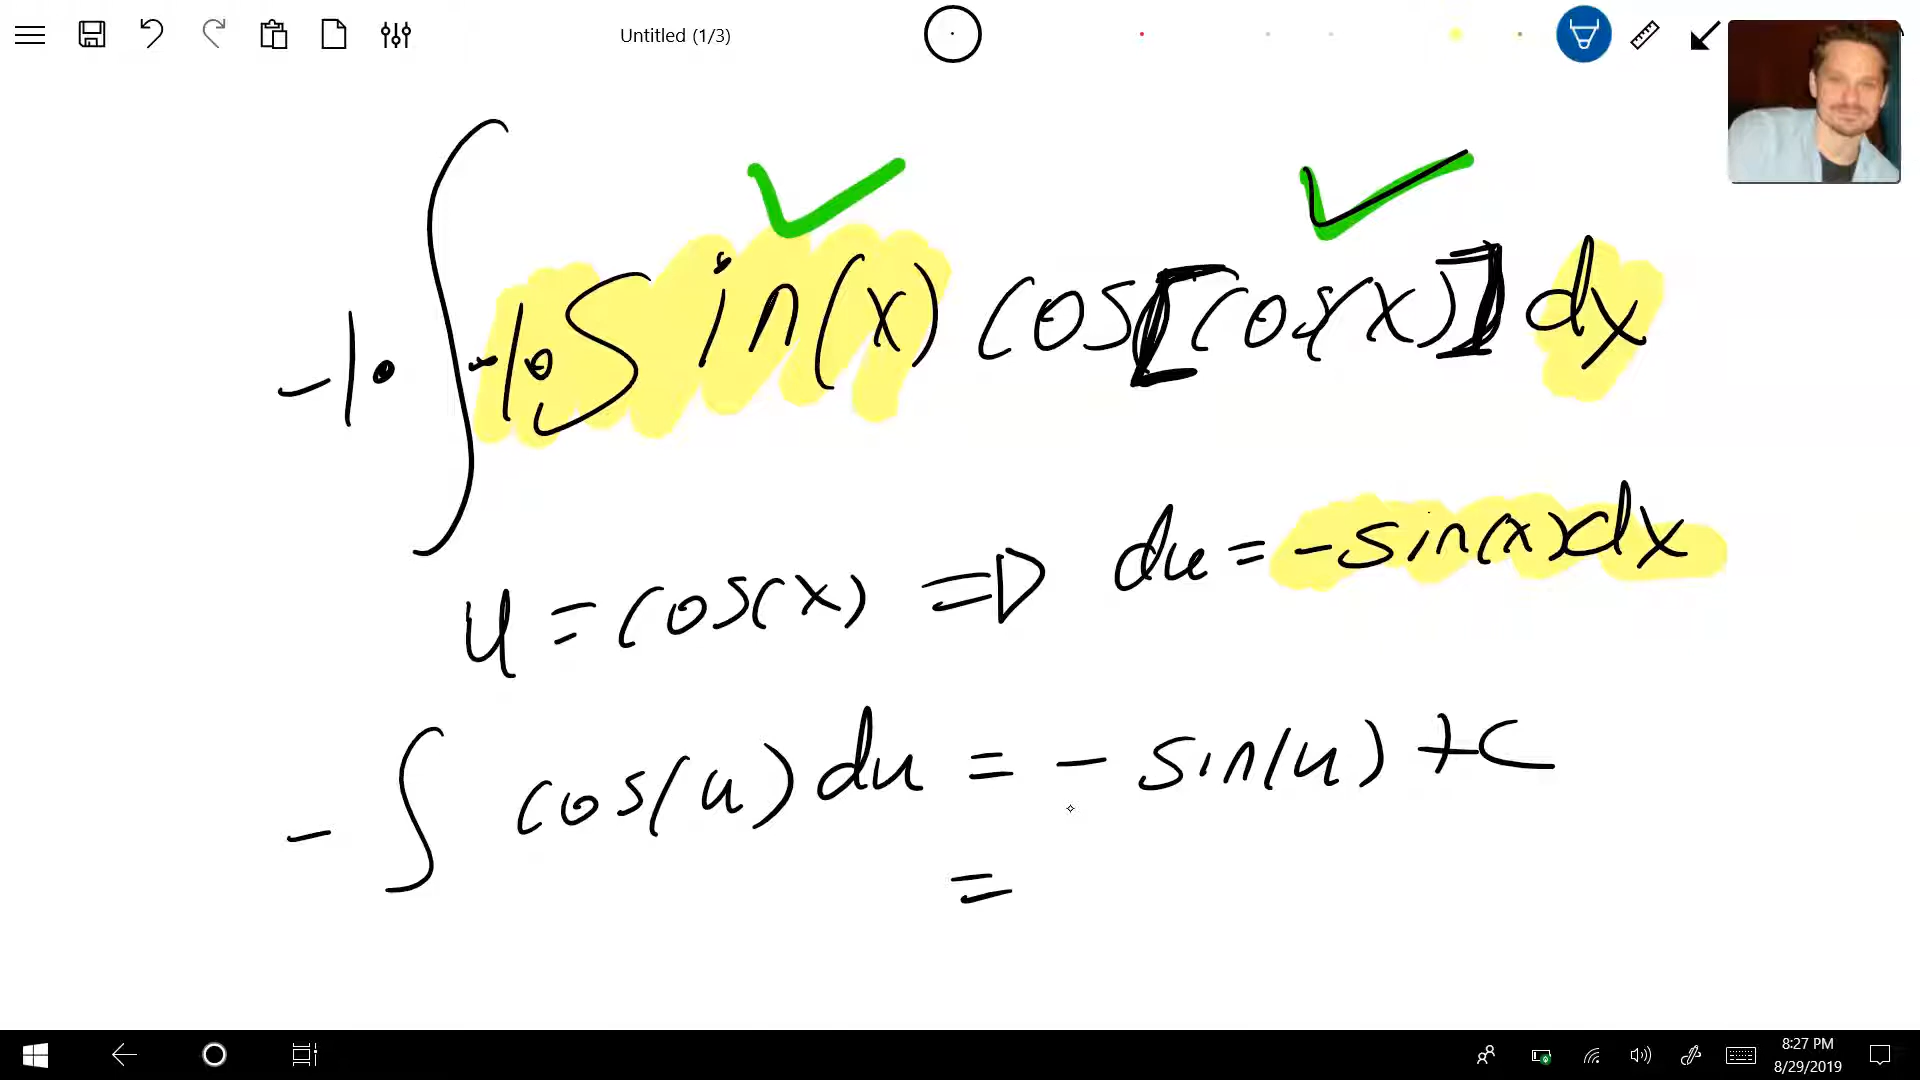 Untitled (1/3)
-1· ∫ -1· sin(x) cos[cos(x)] dx
u = cos(x) ⇒ du = -sin(x)dx
- ∫ cos(u) du = - sin(u) + C
=
8:27 PM
8/29/2019